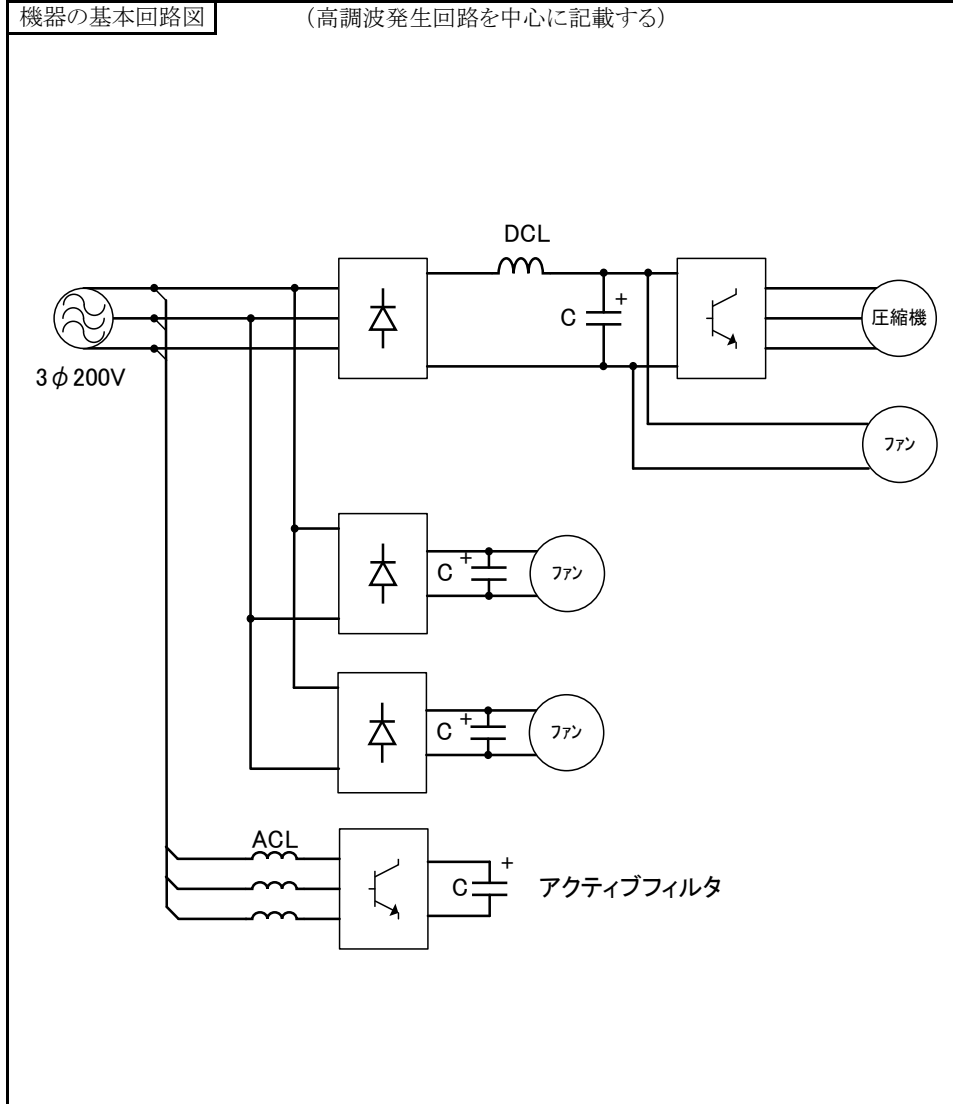 機器の基本回路図 (高調波発生回路を中心に記載する)
DCL
C +
圧縮機
3φ200V
ファン
C + ファン
C + ファン
ACL
C + アクティブフィルタ